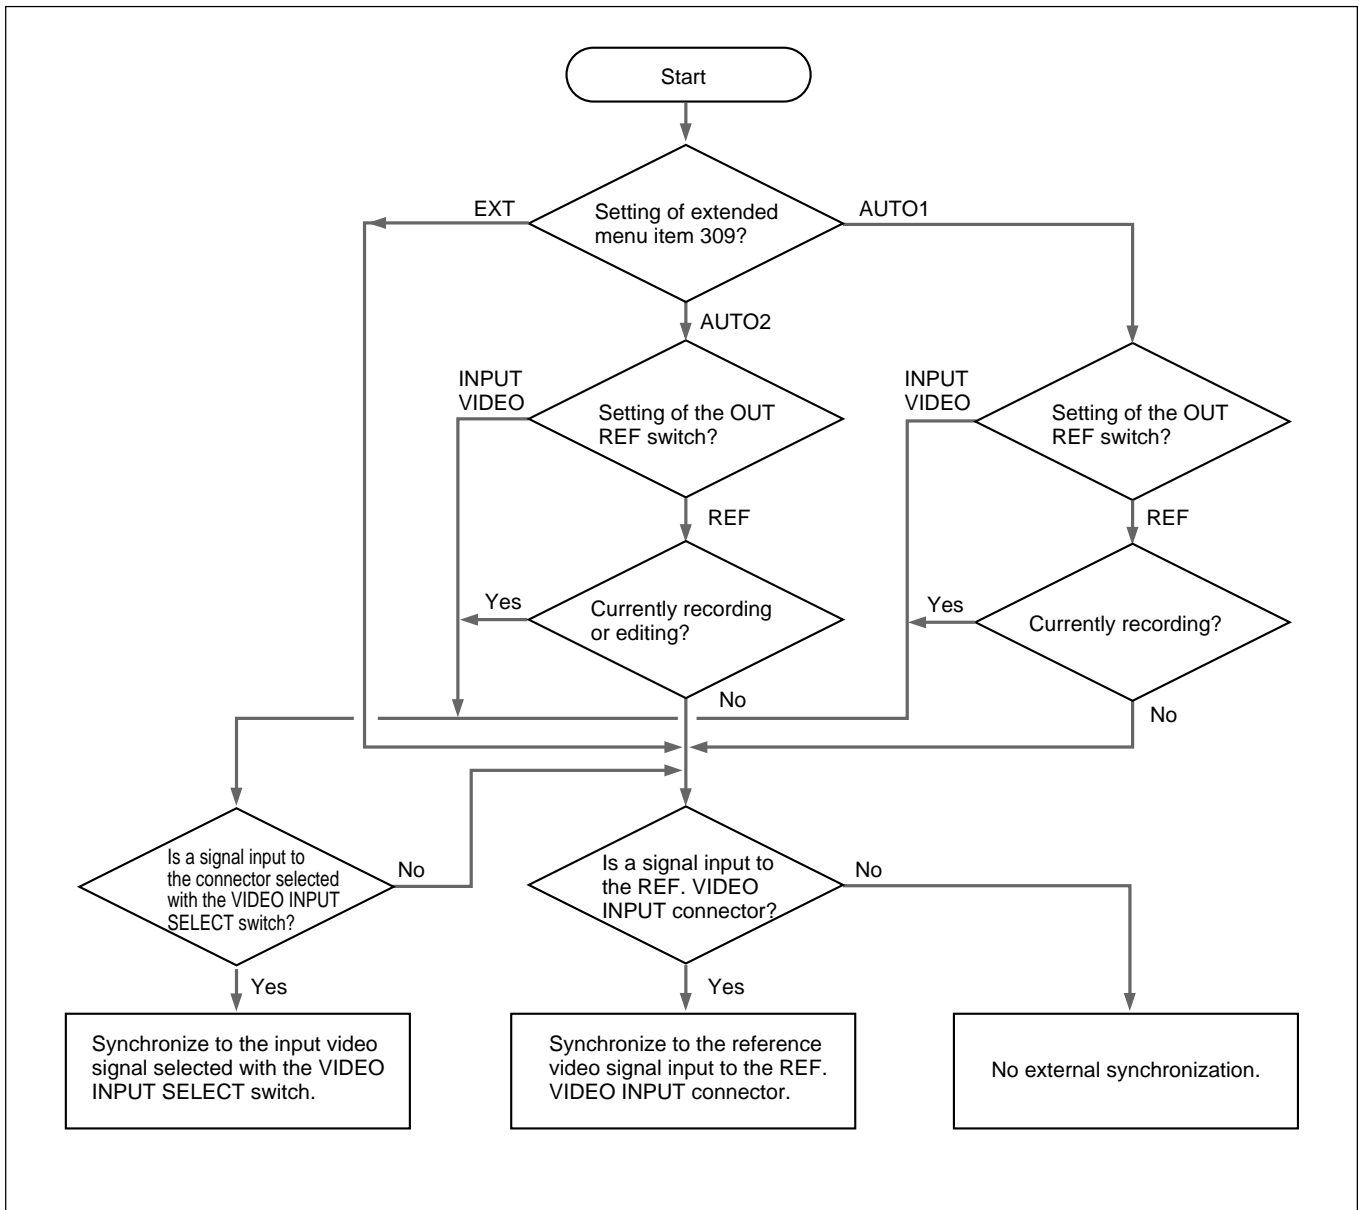 Start
EXT
Setting of extended
menu item 309?
AUTO1
AUTO2
INPUT
VIDEO
Setting of the OUT
REF switch?
INPUT
VIDEO
Setting of the OUT
REF switch?
REF
REF
Yes
Currently recording
or editing?
Yes
Currently recording?
No
No
Is a signal input to
the connector selected
with the VIDEO INPUT
SELECT switch?
No
Is a signal input to
the REF. VIDEO
INPUT connector?
No
Yes
Yes
Synchronize to the input video
signal selected with the VIDEO
INPUT SELECT switch.
Synchronize to the reference
video signal input to the REF.
VIDEO INPUT connector.
No external synchronization.